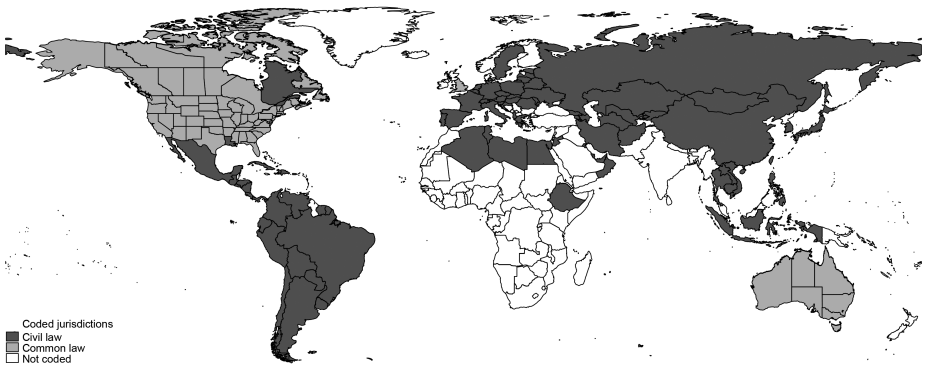 Coded jurisdictions
Civil law
Common law
Not coded